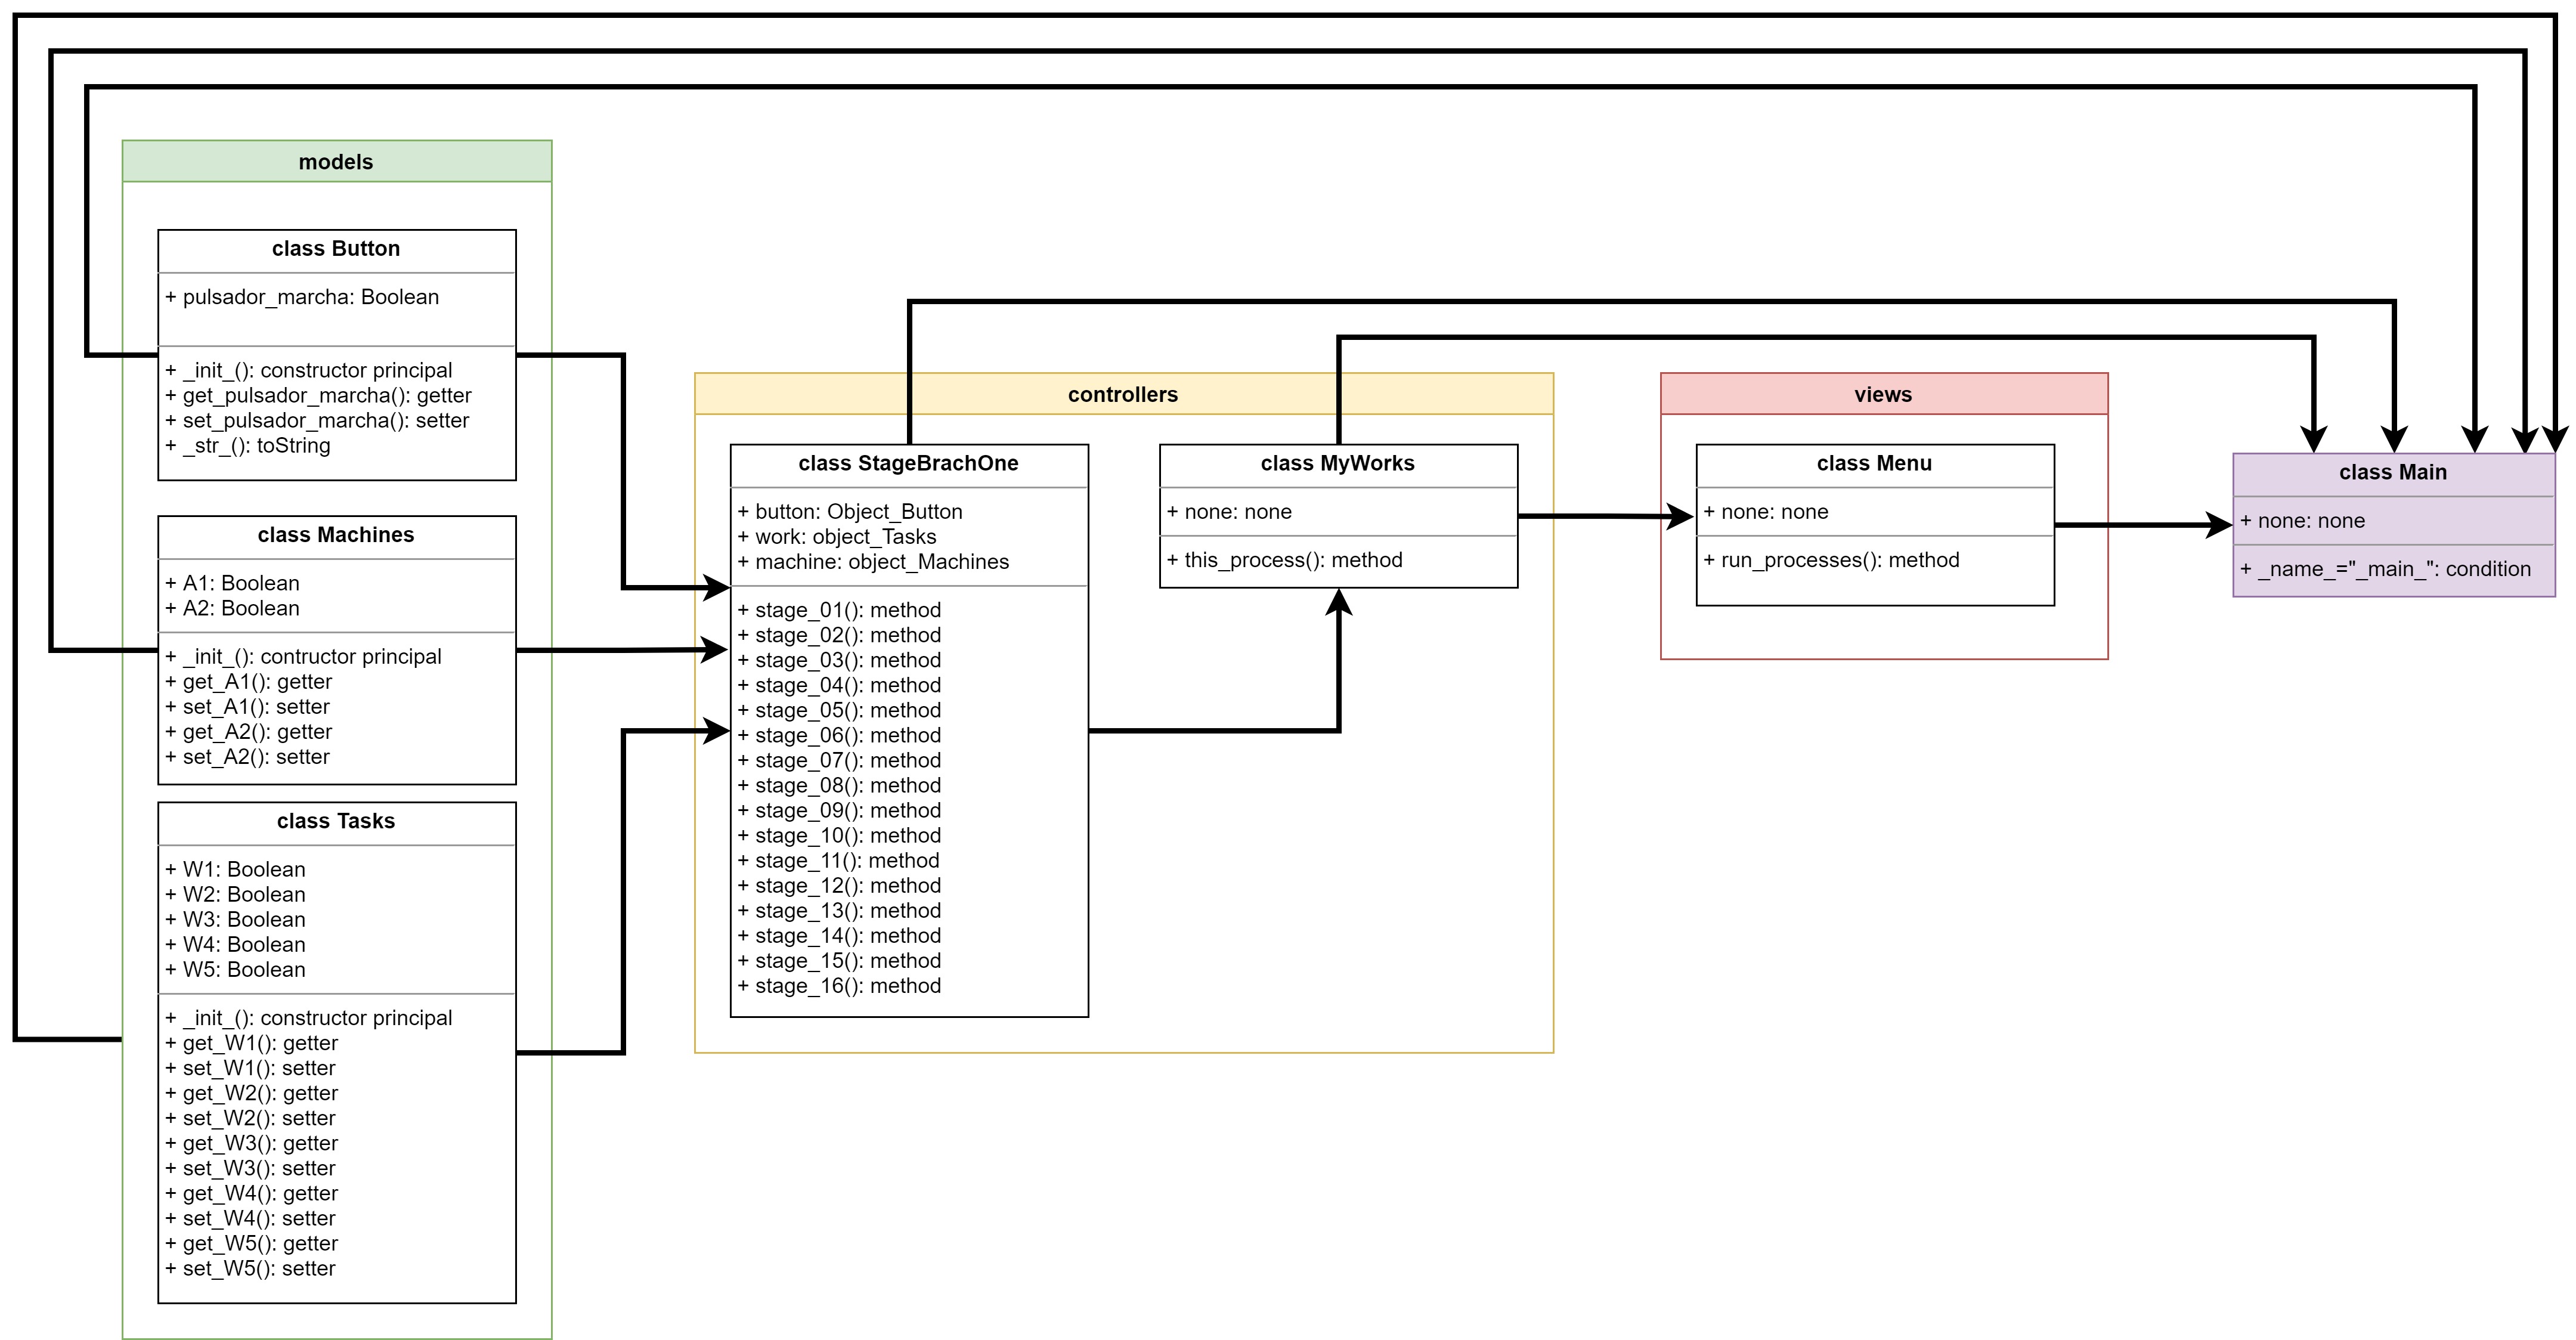 models
class Button
+ pulsador_marcha: Boolean
+ _init_(): constructor principal
+ get_pulsador_marcha(): getter
+ set_pulsador_marcha(): setter
+ _str_(): toString
class Machines
+ A1: Boolean
+ A2: Boolean
+ _init_(): contructor principal
+ get_A1(): getter
+ set_A1(): setter
+ get_A2(): getter
+ set_A2(): setter
class Tasks
+ W1: Boolean
+ W2: Boolean
+ W3: Boolean
+ W4: Boolean
+ W5: Boolean
+ _init_(): constructor principal
+ get_W1(): getter
+ set_W1(): setter
+ get_W2(): getter
+ set_W2(): setter
+ get_W3(): getter
+ set_W3(): setter
+ get_W4(): getter
+ set_W4(): setter
+ get_W5(): getter
+ set_W5(): setter
controllers
class StageBrachOne
+ button: Object_Button
+ work: object_Tasks
+ machine: object_Machines
+ stage_01(): method
+ stage_02(): method
+ stage_03(): method
+ stage_04(): method
+ stage_05(): method
+ stage_06(): method
+ stage_07(): method
+ stage_08(): method
+ stage_09(): method
+ stage_10(): method
+ stage_11(): method
+ stage_12(): method
+ stage_13(): method
+ stage_14(): method
+ stage_15(): method
+ stage_16(): method
class MyWorks
+ none: none
+ this_process(): method
views
class Menu
+ none: none
+ run_processes(): method
class Main
+ none: none
+ _name_="_main_": condition